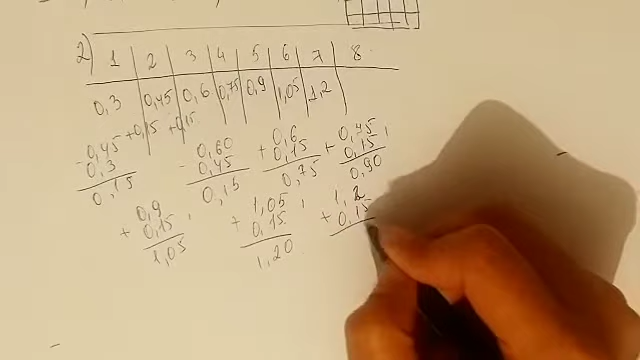 2) 1 2 3 4 5 6 7 8
0,3 0,45 0,6 0,75 0,9 1,05 1,2
+0,15 +0,15
- 0,45 - 0,60 + 0,6 + 0,75
0,3 0,45 0,15 0,15
0,15 0,15 0,75 0,90
+ 0,9 + 1,05 + 1,2
0,15 0,15 0,15
1,05 1,20